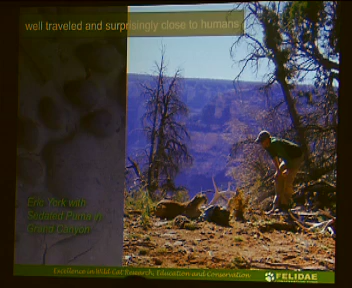 well traveled and surprisingly close to humans
Eric York with
Sedated Puma in
Grand Canyon
Excellence in Wild Cat Research, Education and Conservation
FELIDAE